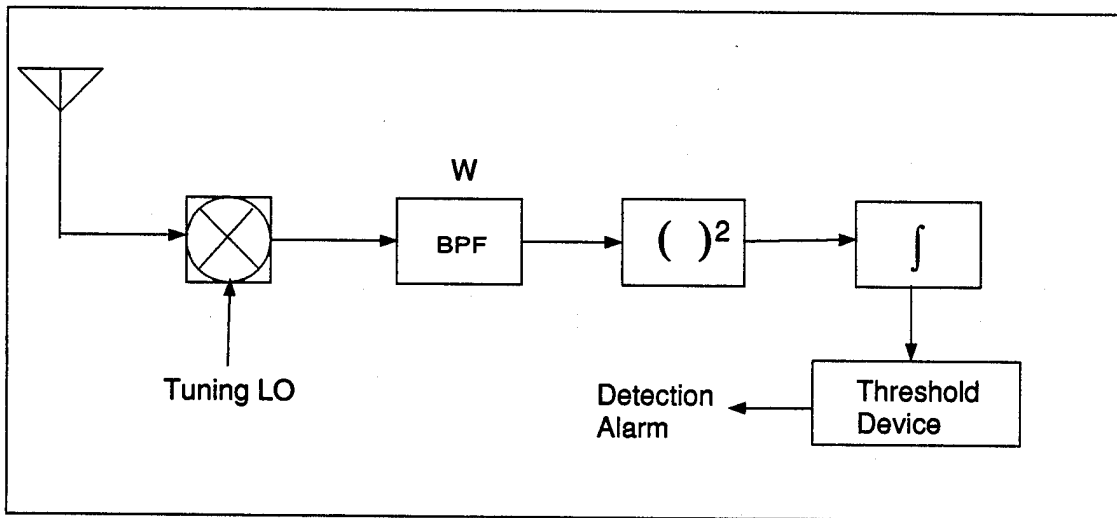 W
BPF
( )²
∫
Tuning LO
Detection
Alarm
Threshold
Device